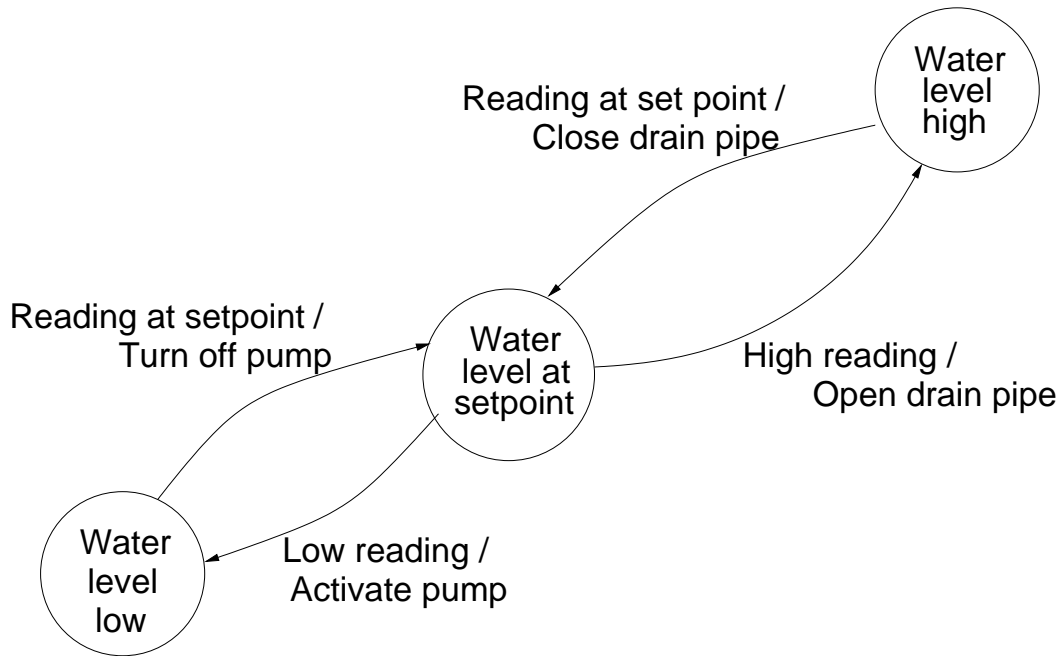 Water
level
high
Reading at set point /
Close drain pipe
Reading at setpoint /
Turn off pump
Water
level at
setpoint
High reading /
Open drain pipe
Water
level
low
Low reading /
Activate pump